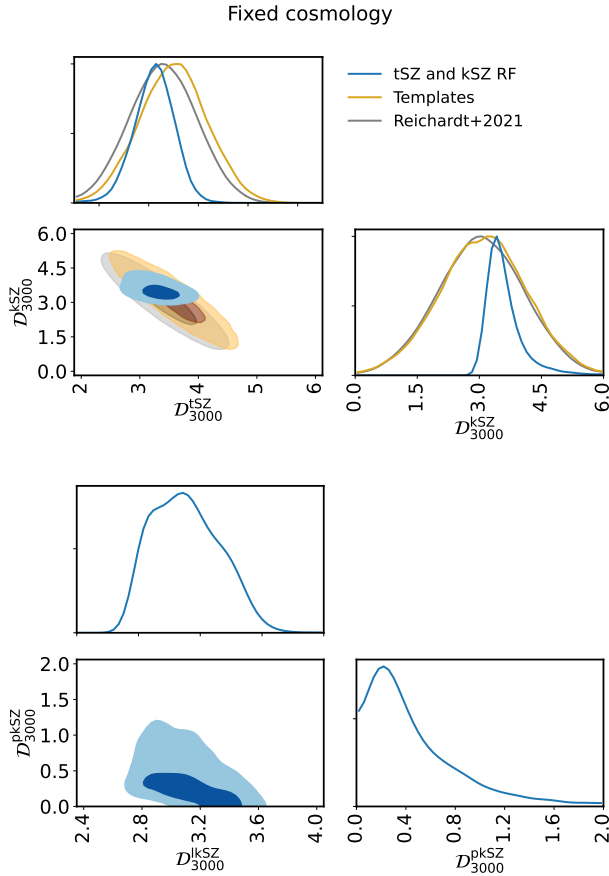 Fixed cosmology
tSZ and kSZ RF
Templates
Reichardt+2021
6.0
4.5
3.0
1.5
0.0
𝒟^kSZ_3000
2 3 4 5 6
𝒟^tSZ_3000
0.0 1.5 3.0 4.5 6.0
𝒟^kSZ_3000
2.0
1.5
1.0
0.5
0.0
𝒟^pkSZ_3000
2.4 2.8 3.2 3.6 4.0
𝒟^lkSZ_3000
0.0 0.4 0.8 1.2 1.6 2.0
𝒟^pkSZ_3000